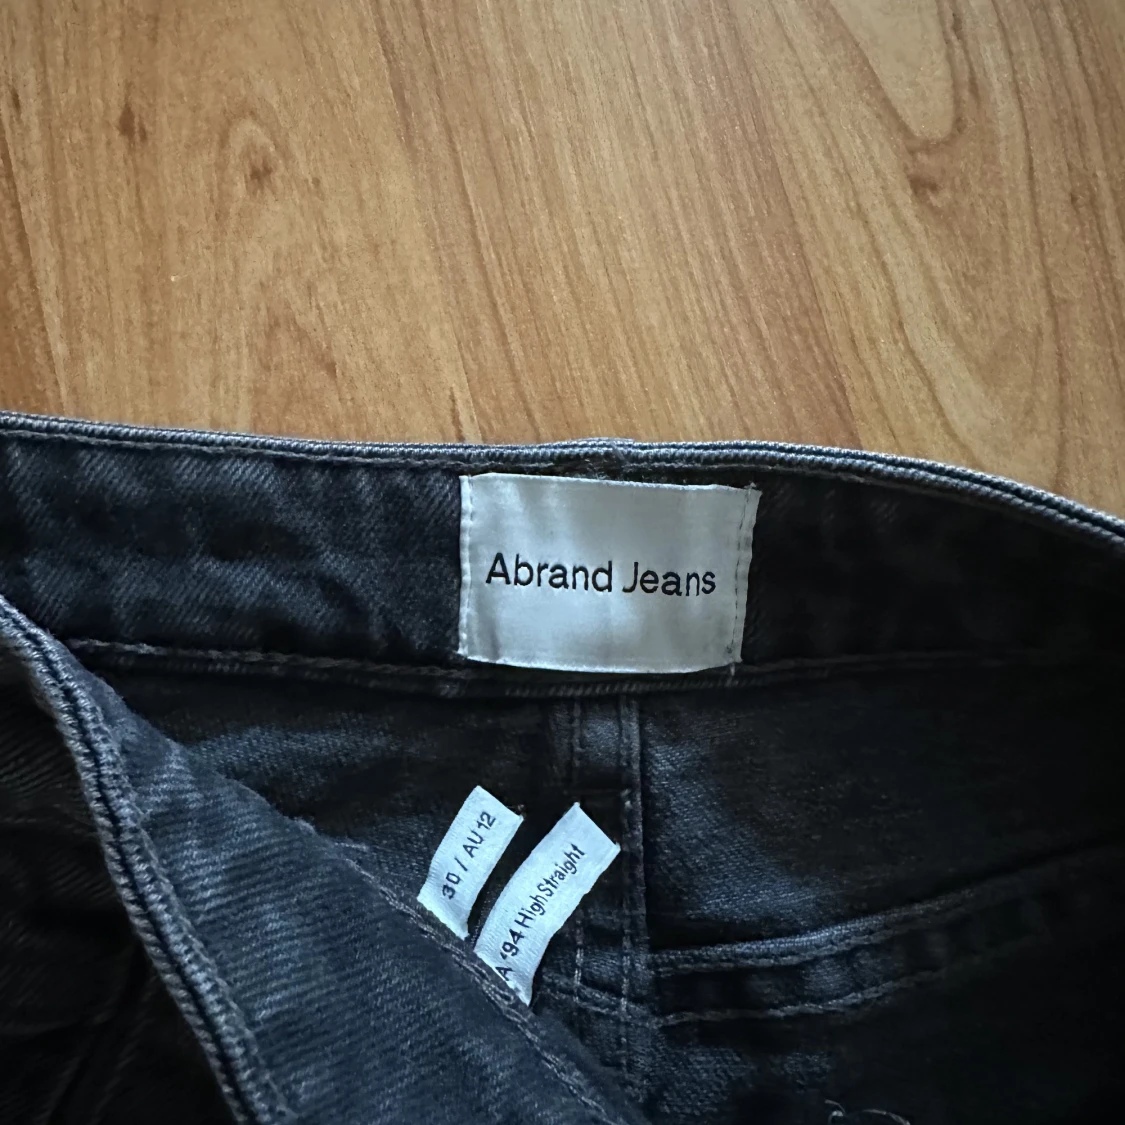 Abrand Jeans
30 / AU 12
A '94 High Straight